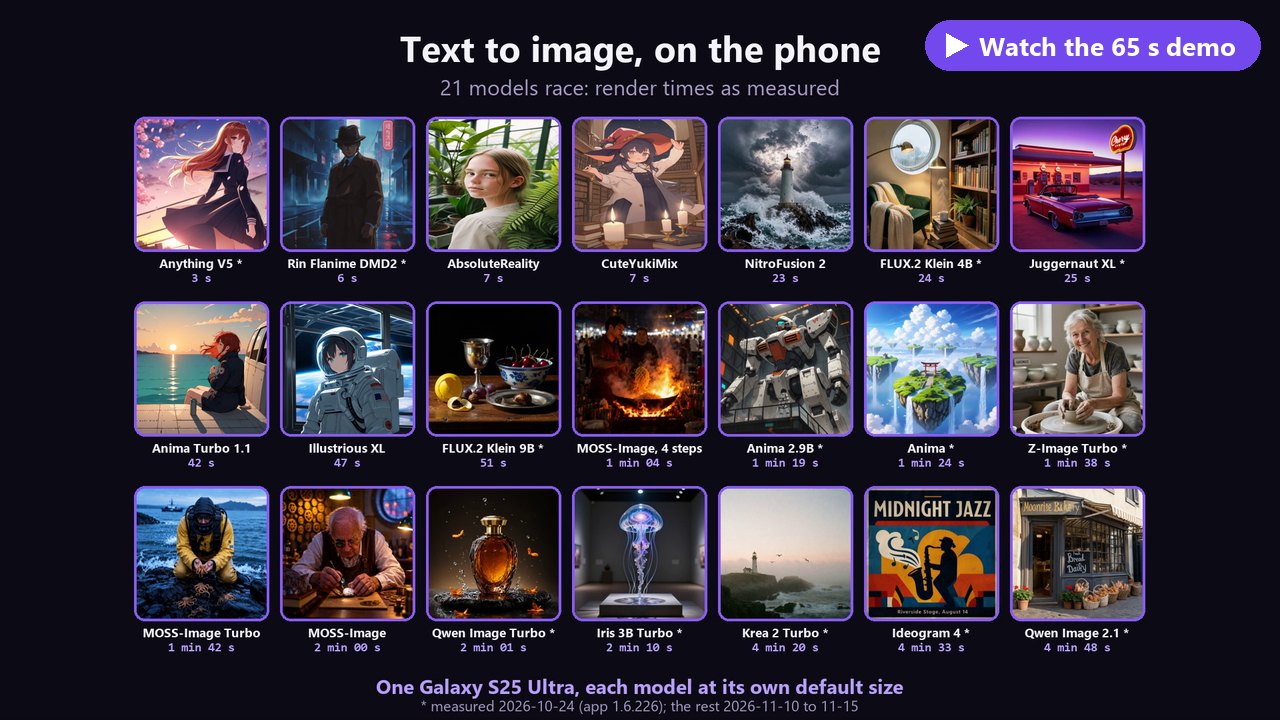 Text to image, on the phone
Watch the 65 s demo
21 models race: render times as measured
Cherry
Anything V5 * Rin Flanime DMD2 * AbsoluteReality CuteYukiMix NitroFusion 2 FLUX.2 Klein 4B * Juggernaut XL *
3 s 6 s 7 s 7 s 23 s 24 s 25 s
Anima Turbo 1.1 Illustrious XL FLUX.2 Klein 9B * MOSS-Image, 4 steps Anima 2.9B * Anima * Z-Image Turbo *
42 s 47 s 51 s 1 min 04 s 1 min 19 s 1 min 24 s 1 min 38 s
MIDNIGHT JAZZ
Moonrise Bakery
Fresh
Bread
Daily
Riverside Stage, August 14
MOSS-Image Turbo MOSS-Image Qwen Image Turbo * Iris 3B Turbo * Krea 2 Turbo * Ideogram 4 * Qwen Image 2.1 *
1 min 42 s 2 min 00 s 2 min 01 s 2 min 10 s 4 min 20 s 4 min 33 s 4 min 48 s
One Galaxy S25 Ultra, each model at its own default size
* measured 2026-10-24 (app 1.6.226); the rest 2026-11-10 to 11-15